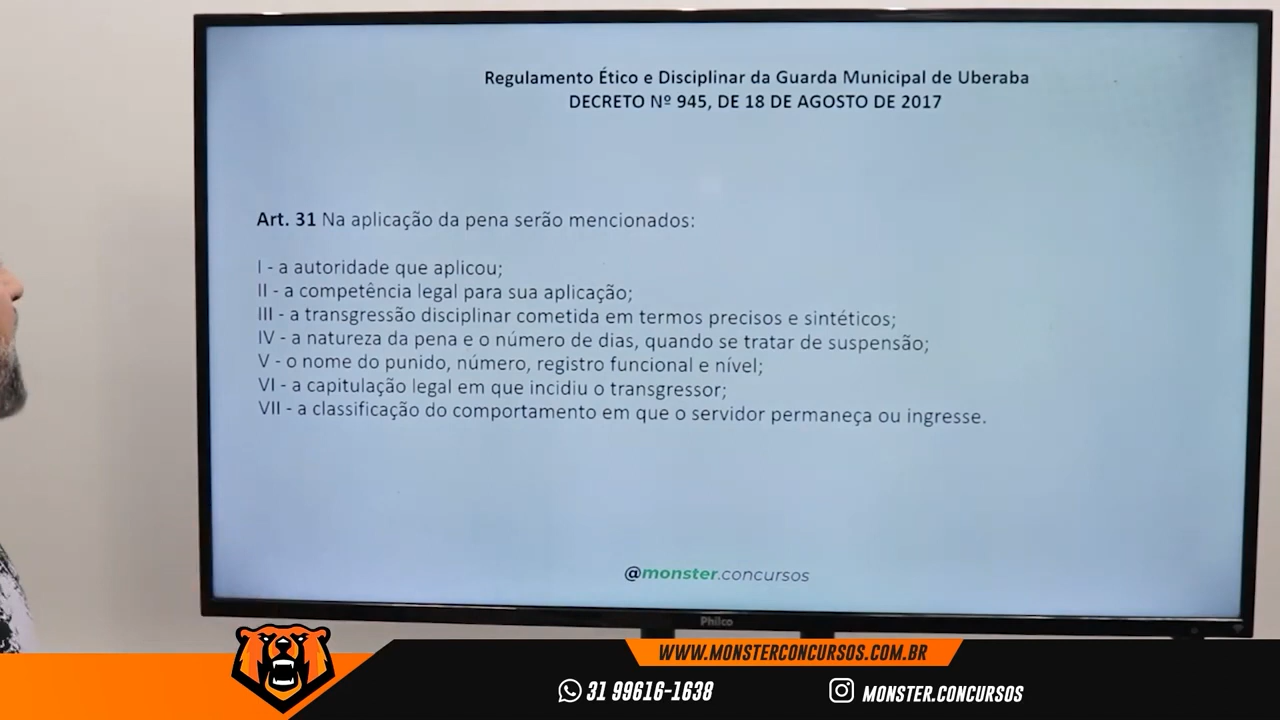 Regulamento Ético e Disciplinar da Guarda Municipal de Uberaba
DECRETO Nº 945, DE 18 DE AGOSTO DE 2017
Art. 31 Na aplicação da pena serão mencionados:
I - a autoridade que aplicou;
II - a competência legal para sua aplicação;
III - a transgressão disciplinar cometida em termos precisos e sintéticos;
IV - a natureza da pena e o número de dias, quando se tratar de suspensão;
V - o nome do punido, número, registro funcional e nível;
VI - a capitulação legal em que incidiu o transgressor;
VII - a classificação do comportamento em que o servidor permaneça ou ingresse.
@monster.concursos
Philco
WWW.MONSTERCONCURSOS.COM.BR
31 99616-1638
MONSTER.CONCURSOS